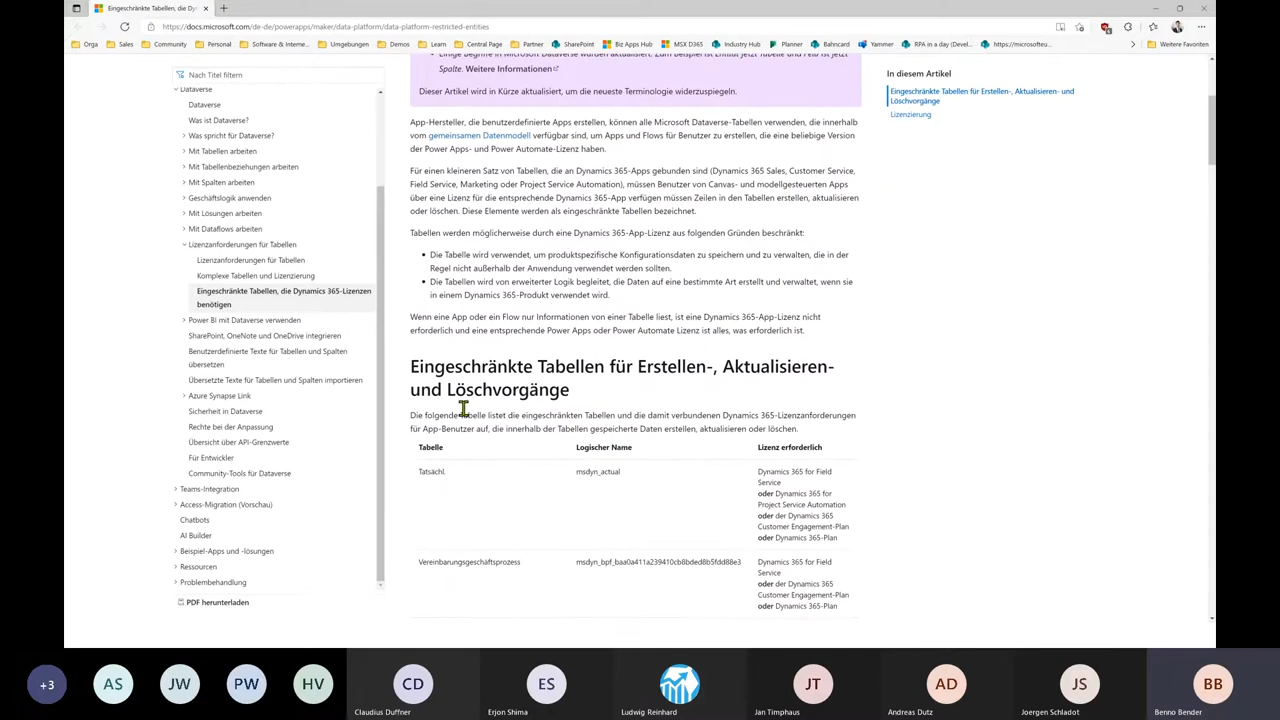 Eingeschränkte Tabellen, die Dy
https://docs.microsoft.com/de-de/powerapps/maker/data-platform/data-platform-restricted-entities
Orga
Sales
Community
Personal
Software & Interne...
Umgebungen
Demos
Learn
Central Page
Partner
SharePoint
Biz Apps Hub
MSX D365
Industry Hub
Planner
Bahncard
Yammer
RPA in a day (Devel...
https://microsofteu...
Weitere Favoriten
Nach Titel filtern
Dataverse
Dataverse
Was ist Dataverse?
Was spricht für Dataverse?
Mit Tabellen arbeiten
Mit Tabellenbeziehungen arbeiten
Mit Spalten arbeiten
Geschäftslogik anwenden
Mit Lösungen arbeiten
Mit Dataflows arbeiten
Lizenzanforderungen für Tabellen
Lizenzanforderungen für Tabellen
Komplexe Tabellen und Lizenzierung
Eingeschränkte Tabellen, die Dynamics 365-Lizenzen
benötigen
Power BI mit Dataverse verwenden
SharePoint, OneNote und OneDrive integrieren
Benutzerdefinierte Texte für Tabellen und Spalten
übersetzen
Übersetzte Texte für Tabellen und Spalten importieren
Azure Synapse Link
Sicherheit in Dataverse
Rechte bei der Anpassung
Übersicht über API-Grenzwerte
Für Entwickler
Community-Tools für Dataverse
Teams-Integration
Access-Migration (Vorschau)
Chatbots
AI Builder
Beispiel-Apps und -lösungen
Ressourcen
Problembehandlung
PDF herunterladen
Einige Begriffe in Microsoft Dataverse wurden aktualisiert. Zum Beispiel ist Entität jetzt Tabelle und Feld ist jetzt
Spalte. Weitere Informationen
Dieser Artikel wird in Kürze aktualisiert, um die neueste Terminologie widerzuspiegeln.
App-Hersteller, die benutzerdefinierte Apps erstellen, können alle Microsoft Dataverse-Tabellen verwenden, die innerhalb
vom gemeinsamen Datenmodell verfügbar sind, um Apps und Flows für Benutzer zu erstellen, die eine beliebige Version
der Power Apps- und Power Automate-Lizenz haben.
Für einen kleineren Satz von Tabellen, die an Dynamics 365-Apps gebunden sind (Dynamics 365 Sales, Customer Service,
Field Service, Marketing oder Project Service Automation), müssen Benutzer von Canvas- und modellgesteuerten Apps
über eine Lizenz für die entsprechende Dynamics 365-App verfügen müssen Zeilen in den Tabellen erstellen, aktualisieren
oder löschen. Diese Elemente werden als eingeschränkte Tabellen bezeichnet.
Tabellen werden möglicherweise durch eine Dynamics 365-App-Lizenz aus folgenden Gründen beschränkt:
Die Tabelle wird verwendet, um produktspezifische Konfigurationsdaten zu speichern und zu verwalten, die in der
Regel nicht außerhalb der Anwendung verwendet werden sollten.
Die Tabellen wird von erweiterter Logik begleitet, die Daten auf eine bestimmte Art erstellt und verwaltet, wenn sie
in einem Dynamics 365-Produkt verwendet wird.
Wenn eine App oder ein Flow nur Informationen von einer Tabelle liest, ist eine Dynamics 365-App-Lizenz nicht
erforderlich und eine entsprechende Power Apps oder Power Automate Lizenz ist alles, was erforderlich ist.
Eingeschränkte Tabellen für Erstellen-, Aktualisieren-
und Löschvorgänge
Die folgende Tabelle listet die eingeschränkten Tabellen und die damit verbundenen Dynamics 365-Lizenzanforderungen
für App-Benutzer auf, die innerhalb der Tabellen gespeicherte Daten erstellen, aktualisieren oder löschen.
Tabelle Logischer Name Lizenz erforderlich
Tatsächl. msdyn_actual Dynamics 365 for Field
Service
oder Dynamics 365 for
Project Service Automation
oder der Dynamics 365
Customer Engagement-Plan
oder Dynamics 365-Plan
Vereinbarungsgeschäftsprozess msdyn_bpf_baa0a411a239410cb8bded8b5fdd88e3 Dynamics 365 for Field
Service
oder der Dynamics 365
Customer Engagement-Plan
oder Dynamics 365-Plan
In diesem Artikel
Eingeschränkte Tabellen für Erstellen-, Aktualisieren- und
Löschvorgänge
Lizenzierung
+3
AS
JW
PW
HV
CD
Claudius Duffner
ES
Erjon Shima
Ludwig Reinhard
JT
Jan Timphaus
AD
Andreas Dutz
JS
Joergen Schladot
BB
Benno Bender